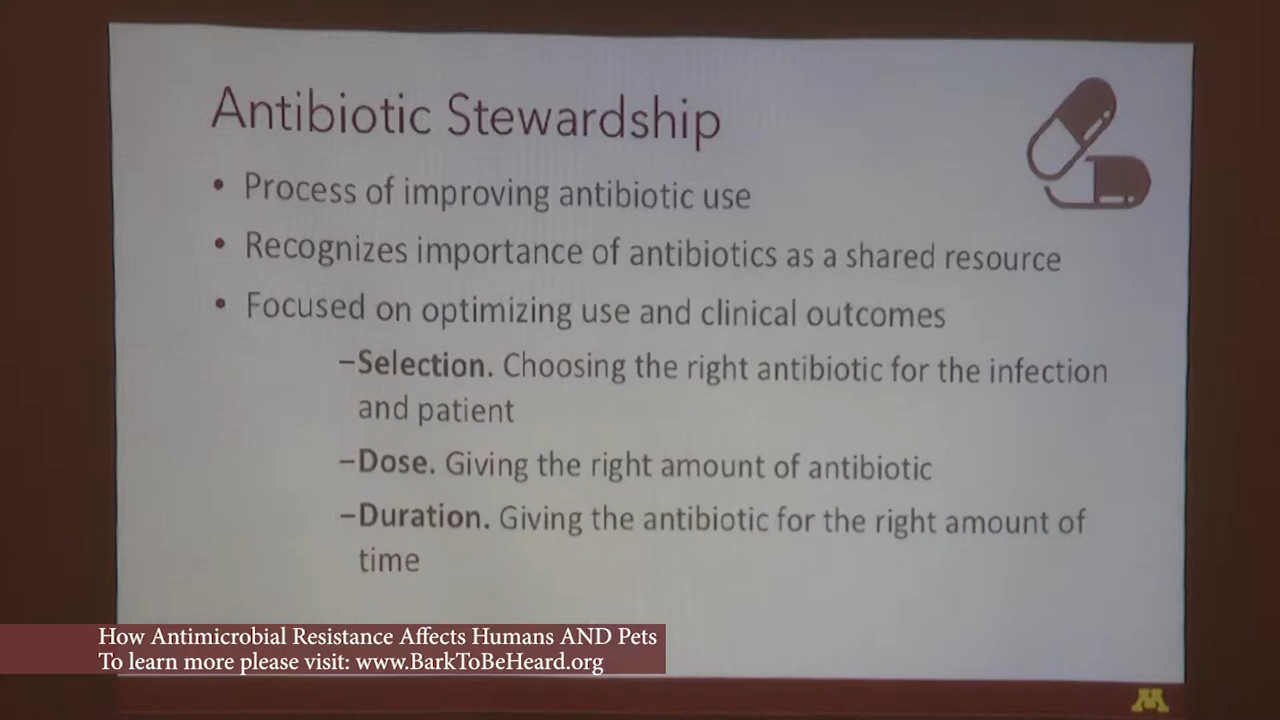 Antibiotic Stewardship
• Process of improving antibiotic use
• Recognizes importance of antibiotics as a shared resource
• Focused on optimizing use and clinical outcomes
–Selection. Choosing the right antibiotic for the infection
and patient
–Dose. Giving the right amount of antibiotic
–Duration. Giving the antibiotic for the right amount of
time
How Antimicrobial Resistance Affects Humans AND Pets
To learn more please visit: www.BarkToBeHeard.org
M